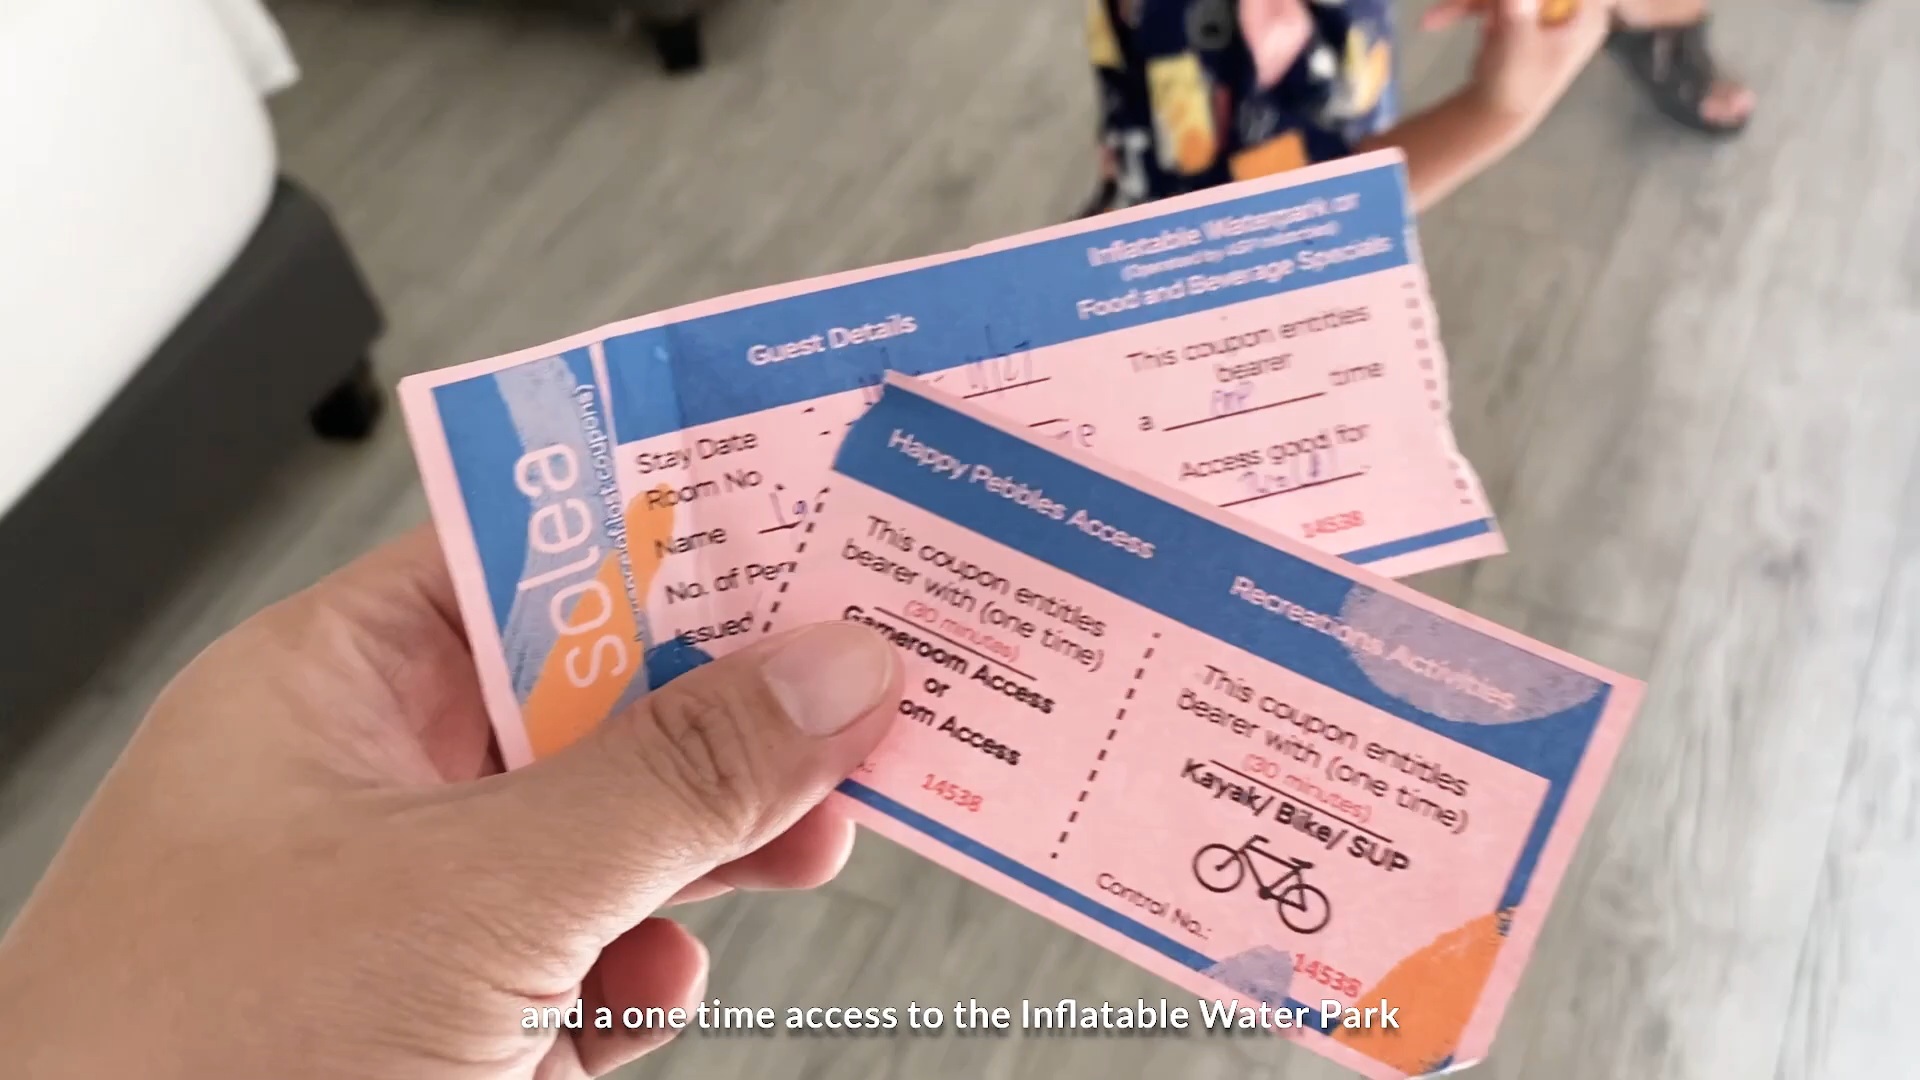 solea
Guest Details
Inflatable Waterpark or
Food and Beverage Specials
Stay Date
Room No
Name
No. of Per
Issued
This coupon entitles
bearer
a time
Access good for
14538
Happy Pebbles Access
This coupon entitles
bearer with (one time)
(30 minutes)
Gameroom Access
or
om Access
14538
Recreations Activities
This coupon entitles
bearer with (one time)
(30 minutes)
Kayak/ Bike/ SUP
Control No.:
14538
and a one time access to the Inflatable Water Park